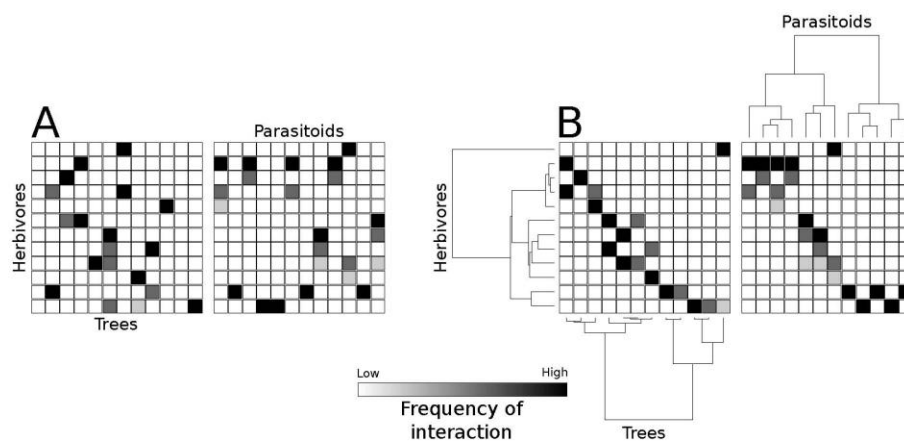 Parasitoids
A
B
Parasitoids
Herbivores
Herbivores
Trees
Low
High
Frequency of
interaction
Trees